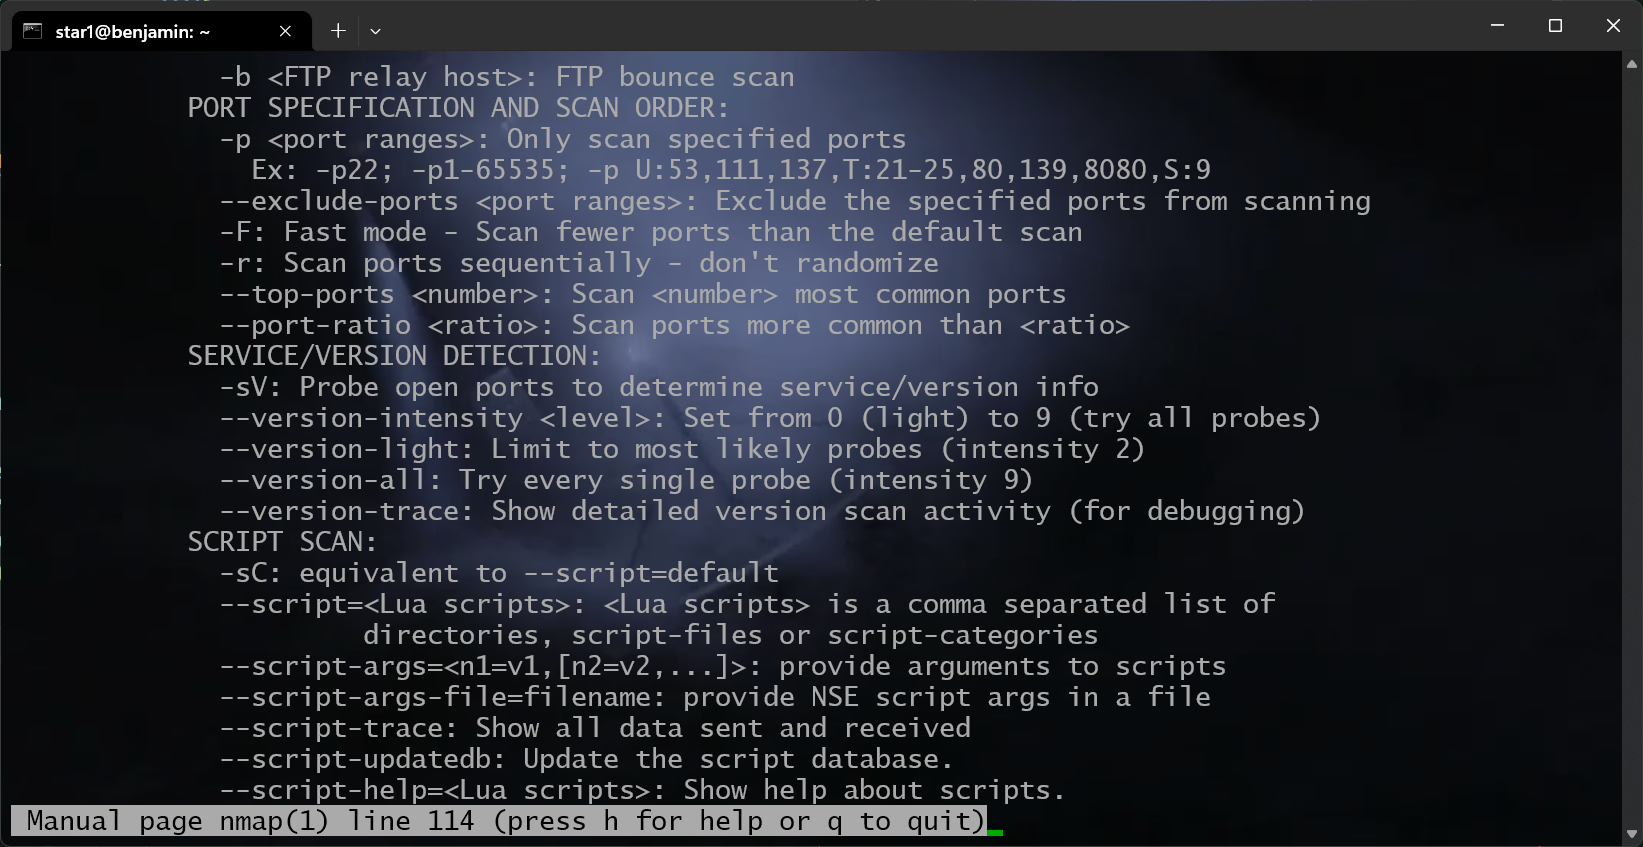 star1@benjamin: ~
-b <FTP relay host>: FTP bounce scan
PORT SPECIFICATION AND SCAN ORDER:
-p <port ranges>: Only scan specified ports
Ex: -p22; -p1-65535; -p U:53,111,137,T:21-25,80,139,8080,S:9
--exclude-ports <port ranges>: Exclude the specified ports from scanning
-F: Fast mode - Scan fewer ports than the default scan
-r: Scan ports sequentially - don't randomize
--top-ports <number>: Scan <number> most common ports
--port-ratio <ratio>: Scan ports more common than <ratio>
SERVICE/VERSION DETECTION:
-sV: Probe open ports to determine service/version info
--version-intensity <level>: Set from 0 (light) to 9 (try all probes)
--version-light: Limit to most likely probes (intensity 2)
--version-all: Try every single probe (intensity 9)
--version-trace: Show detailed version scan activity (for debugging)
SCRIPT SCAN:
-sC: equivalent to --script=default
--script=<Lua scripts>: <Lua scripts> is a comma separated list of
directories, script-files or script-categories
--script-args=<n1=v1,[n2=v2,...]>: provide arguments to scripts
--script-args-file=filename: provide NSE script args in a file
--script-trace: Show all data sent and received
--script-updatedb: Update the script database.
--script-help=<Lua scripts>: Show help about scripts.
Manual page nmap(1) line 114 (press h for help or q to quit)